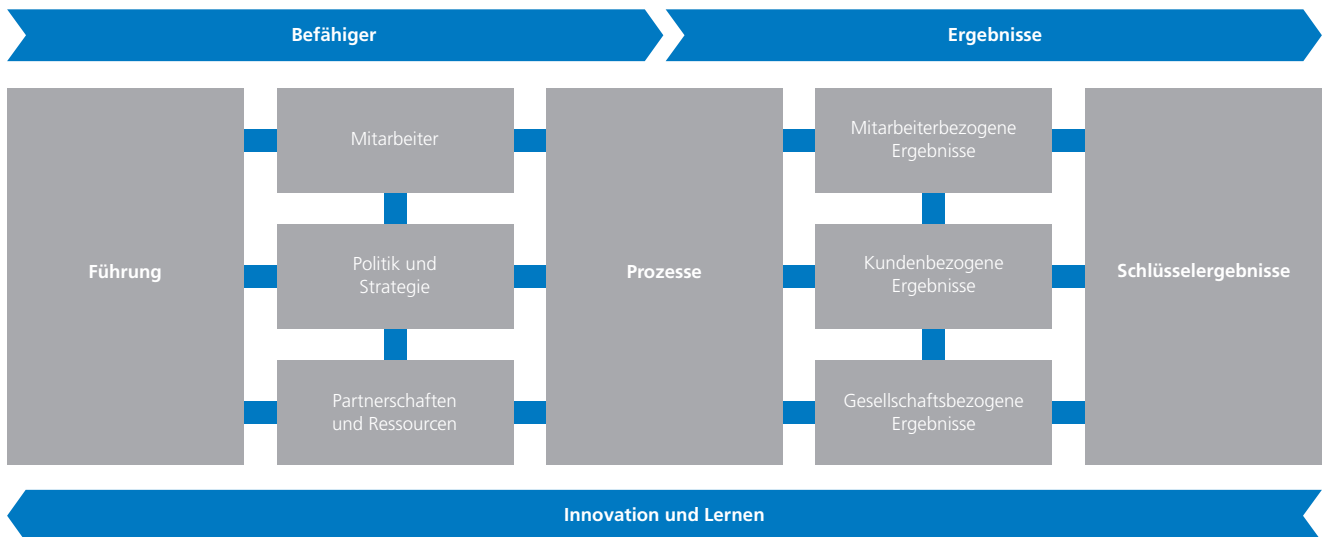 Befähiger
Ergebnisse
Führung
Mitarbeiter
Politik und
Strategie
Partnerschaften
und Ressourcen
Prozesse
Mitarbeiterbezogene
Ergebnisse
Kundenbezogene
Ergebnisse
Gesellschaftsbezogene
Ergebnisse
Schlüsselergebnisse
Innovation und Lernen